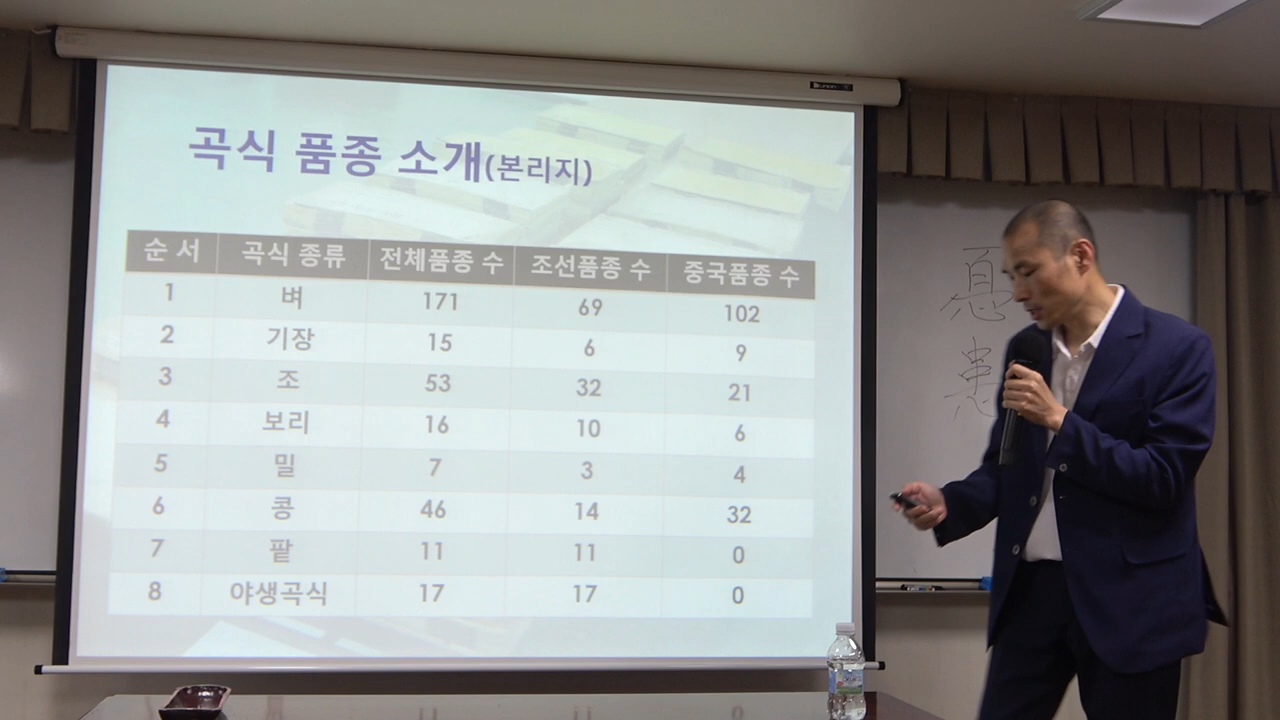 곡식 품종 소개(본리지)
순 서 곡식 종류 전체품종 수 조선품종 수 중국품종 수
1 벼 171 69 102
2 기장 15 6 9
3 조 53 32 21
4 보리 16 10 6
5 밀 7 3 4
6 콩 46 14 32
7 팥 11 11 0
8 야생곡식 17 17 0
患